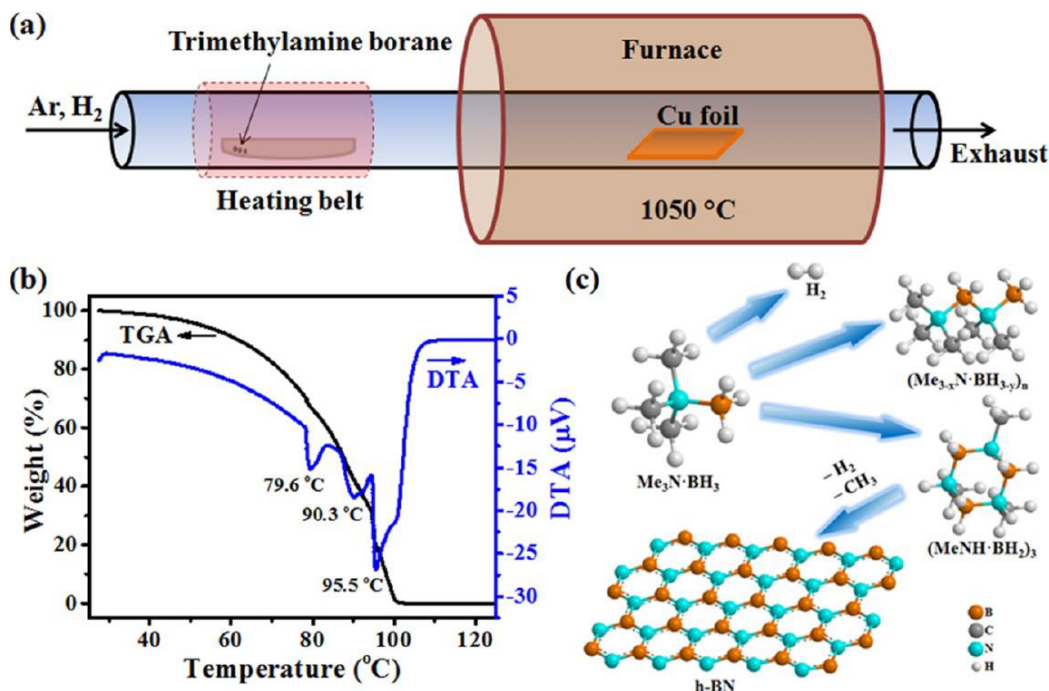 (a)
Trimethylamine borane
Furnace
Ar, H₂
Cu foil
Exhaust
Heating belt
1050 °C
(b)
100
80
60
40
20
0
Weight (%)
TGA
DTA
79.6 °C
90.3 °C
95.5 °C
5
0
-5
-10
-15
-20
-25
-30
DTA (μV)
40
60
80
100
120
Temperature (°C)
(c)
H₂
(Me₃₋ₓN·BH₃₋ᵧ)ₙ
Me₃N·BH₃
−H₂
−CH₃
(MeNH·BH₂)₃
h-BN
B
C
N
H